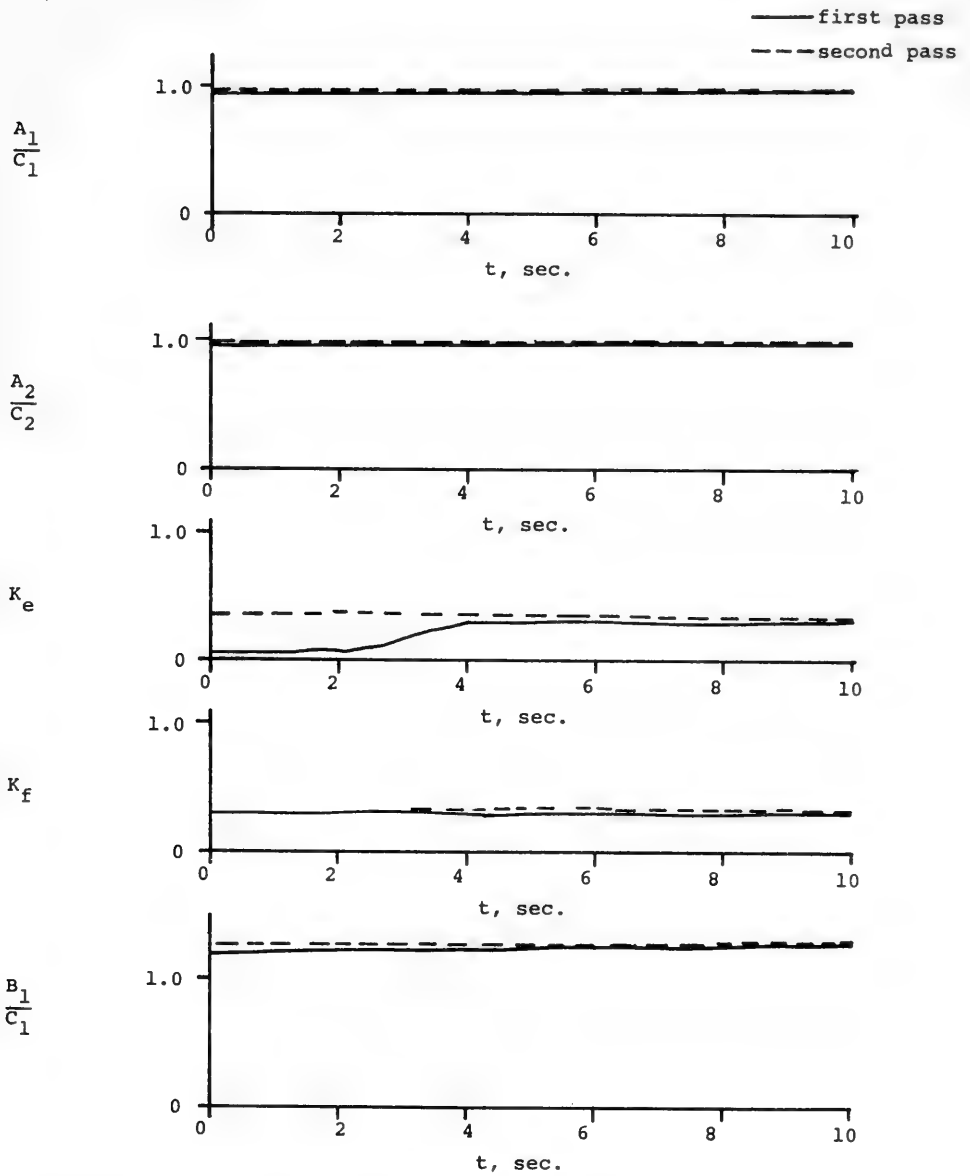 first pass
second pass
A1/C1
1.0
0
0 2 4 6 8 10
t, sec.
A2/C2
1.0
0
0 2 4 6 8 10
t, sec.
Ke
1.0
0
0 2 4 6 8 10
t, sec.
Kf
1.0
0
0 2 4 6 8 10
t, sec.
B1/C1
1.0
0
0 2 4 6 8 10
t, sec.